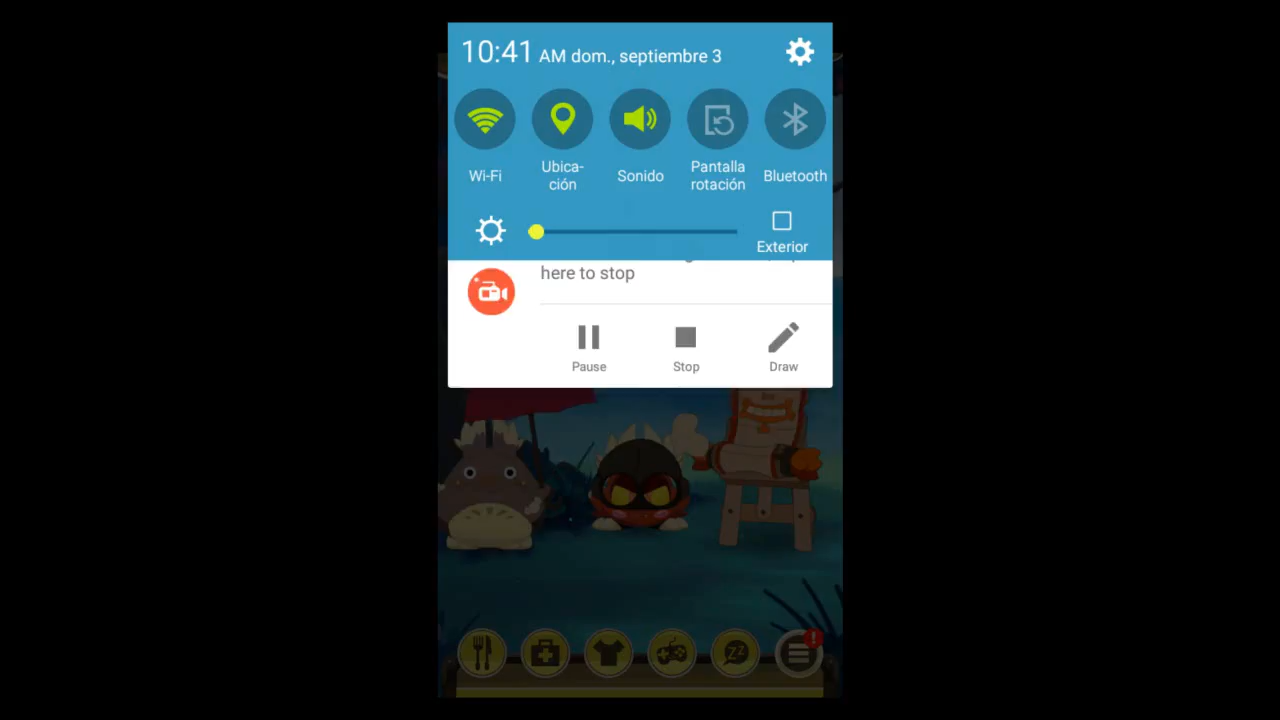 10:41 AM dom., septiembre 3
Wi-Fi
Ubica-
ción
Sonido
Pantalla
rotación
Bluetooth
Exterior
here to stop
Pause
Stop
Draw
zZ
!